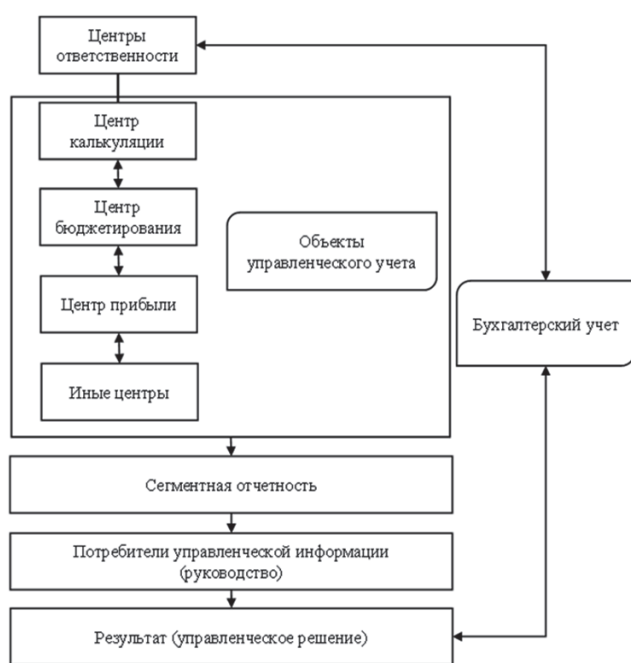 Центры
ответственности
Центр
калькуляции
Центр
бюджетирования
Объекты
управленческого учета
Центр прибыли
Бухгалтерский учет
Иные центры
Сегментная отчетность
Потребители управленческой информации
(руководство)
Результат (управленческое решение)